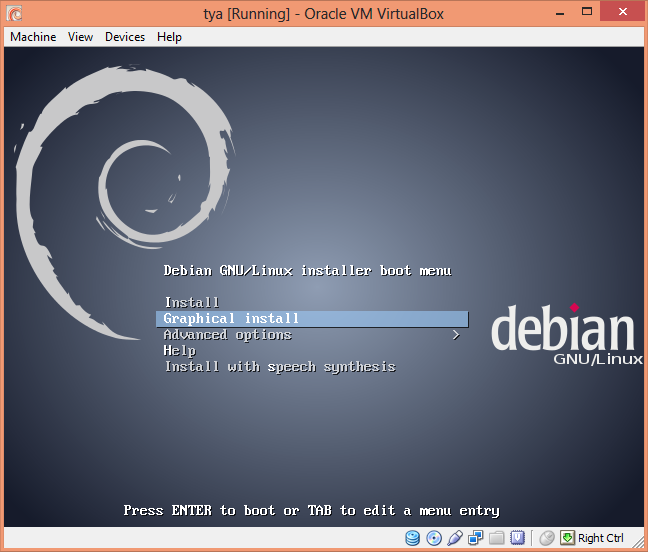 tya [Running] - Oracle VM VirtualBox
Machine View Devices Help
Debian GNU/Linux installer boot menu
Install
Graphical install
Advanced options >
Help
Install with speech synthesis
debian
GNU/Linux
Press ENTER to boot or TAB to edit a menu entry
Right Ctrl